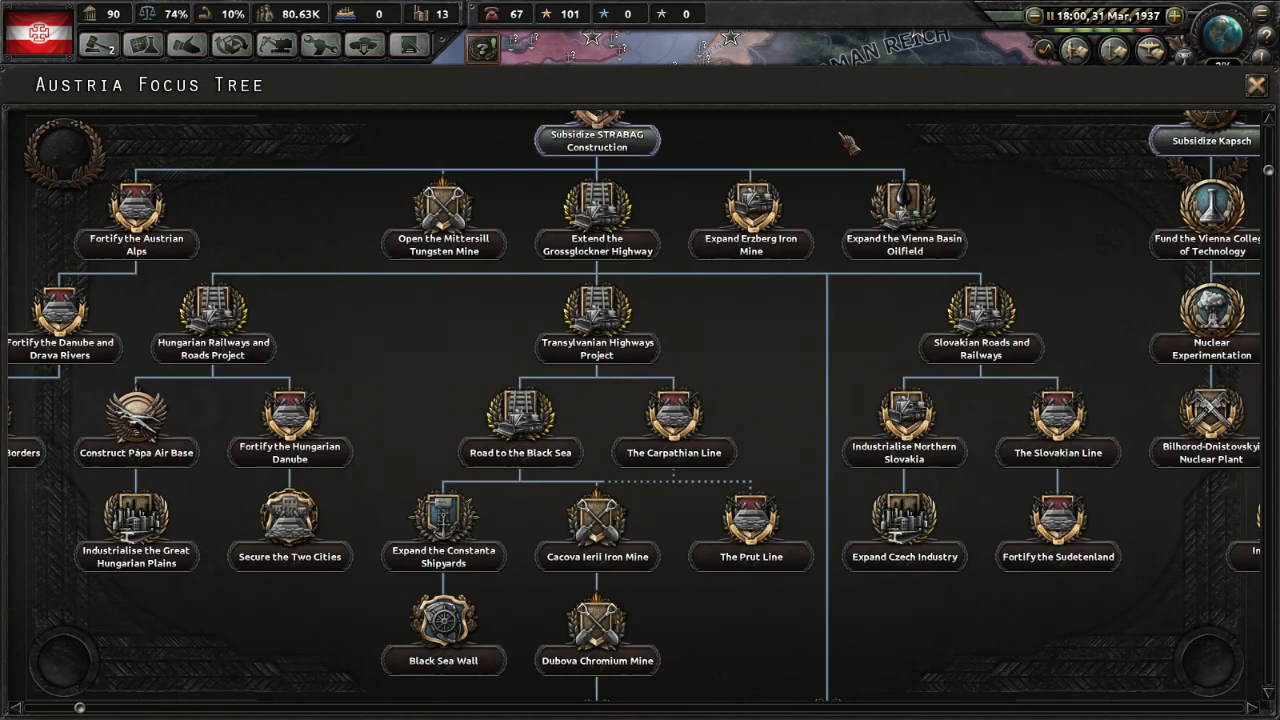 90
74%
10%
80.63K
0
13
67
101
0
0
18:00, 31 Mar, 1937
2
?
?
MAN REICH
AUSTRIA FOCUS TREE
Subsidize STRABAG
Construction
Subsidize Kapsch
Fortify the Austrian
Alps
Open the Mittersill
Tungsten Mine
Extend the
Grossglockner Highway
Expand Erzberg Iron
Mine
Expand the Vienna Basin
Oilfield
Fund the Vienna Colleg
of Technology
Fortify the Danube and
Drava Rivers
Hungarian Railways and
Roads Project
Transylvanian Highways
Project
Slovakian Roads and
Railways
Nuclear
Experimentation
Borders
Construct Pápa Air Base
Fortify the Hungarian
Danube
Road to the Black Sea
The Carpathian Line
Industrialise Northern
Slovakia
The Slovakian Line
Bilhorod-Dnistovskyi
Nuclear Plant
Industrialise the Great
Hungarian Plains
Secure the Two Cities
Expand the Constanta
Shipyards
Cacova Ierii Iron Mine
The Prut Line
Expand Czech Industry
Fortify the Sudetenland
Black Sea Wall
Dubova Chromium Mine